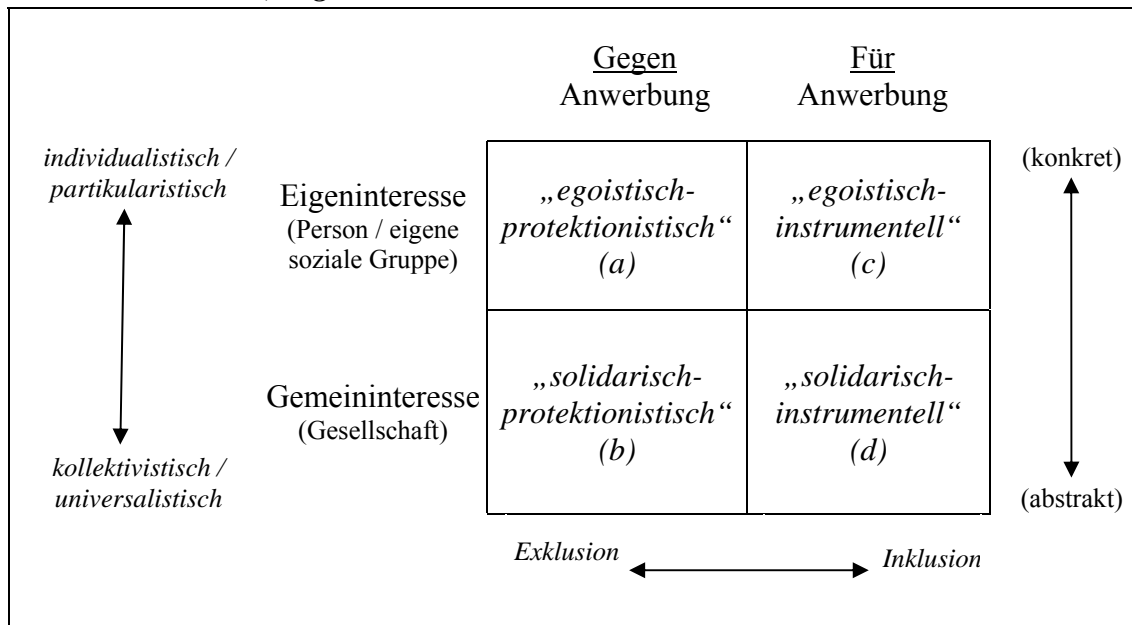 Gegen
Anwerbung
Für
Anwerbung
individualistisch /
partikularistisch
Eigeninteresse
(Person / eigene
soziale Gruppe)
„egoistisch-
protektionistisch“
(a)
„egoistisch-
instrumentell“
(c)
(konkret)
Gemeininteresse
(Gesellschaft)
„solidarisch-
protektionistisch“
(b)
„solidarisch-
instrumentell“
(d)
kollektivistisch /
universalistisch
(abstrakt)
Exklusion
Inklusion